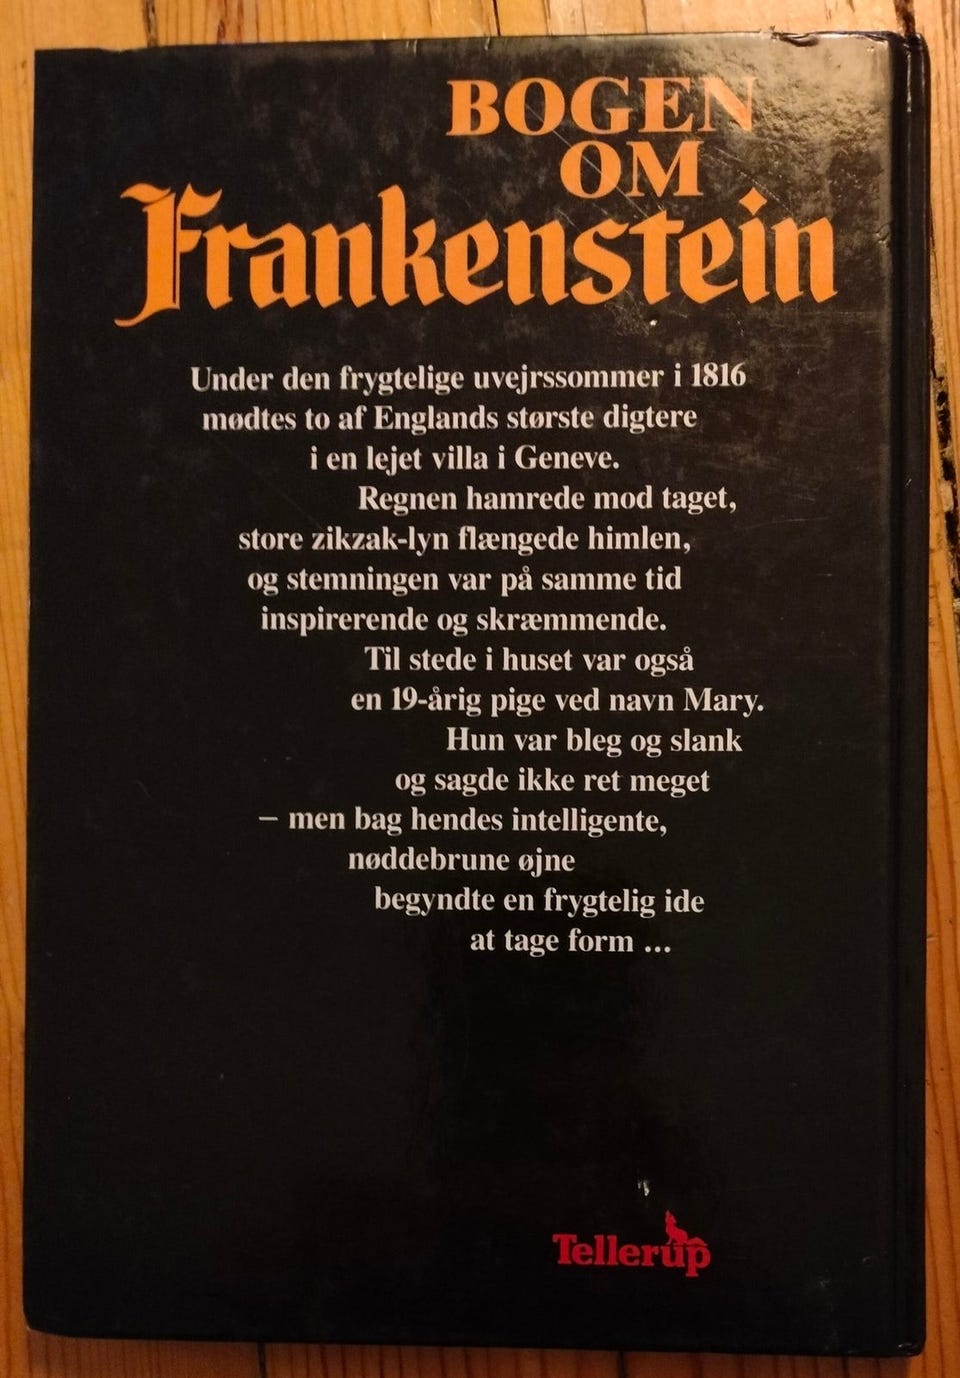 BOGEN
OM
Frankenstein
Under den frygtelige uvejrssommer i 1816
mødtes to af Englands største digtere
i en lejet villa i Geneve.
Regnen hamrede mod taget,
store zikzak-lyn flængede himlen,
og stemningen var på samme tid
inspirerende og skræmmende.
Til stede i huset var også
en 19-årig pige ved navn Mary.
Hun var bleg og slank
og sagde ikke ret meget
– men bag hendes intelligente,
nøddebrune øjne
begyndte en frygtelig ide
at tage form ...
Tellerup